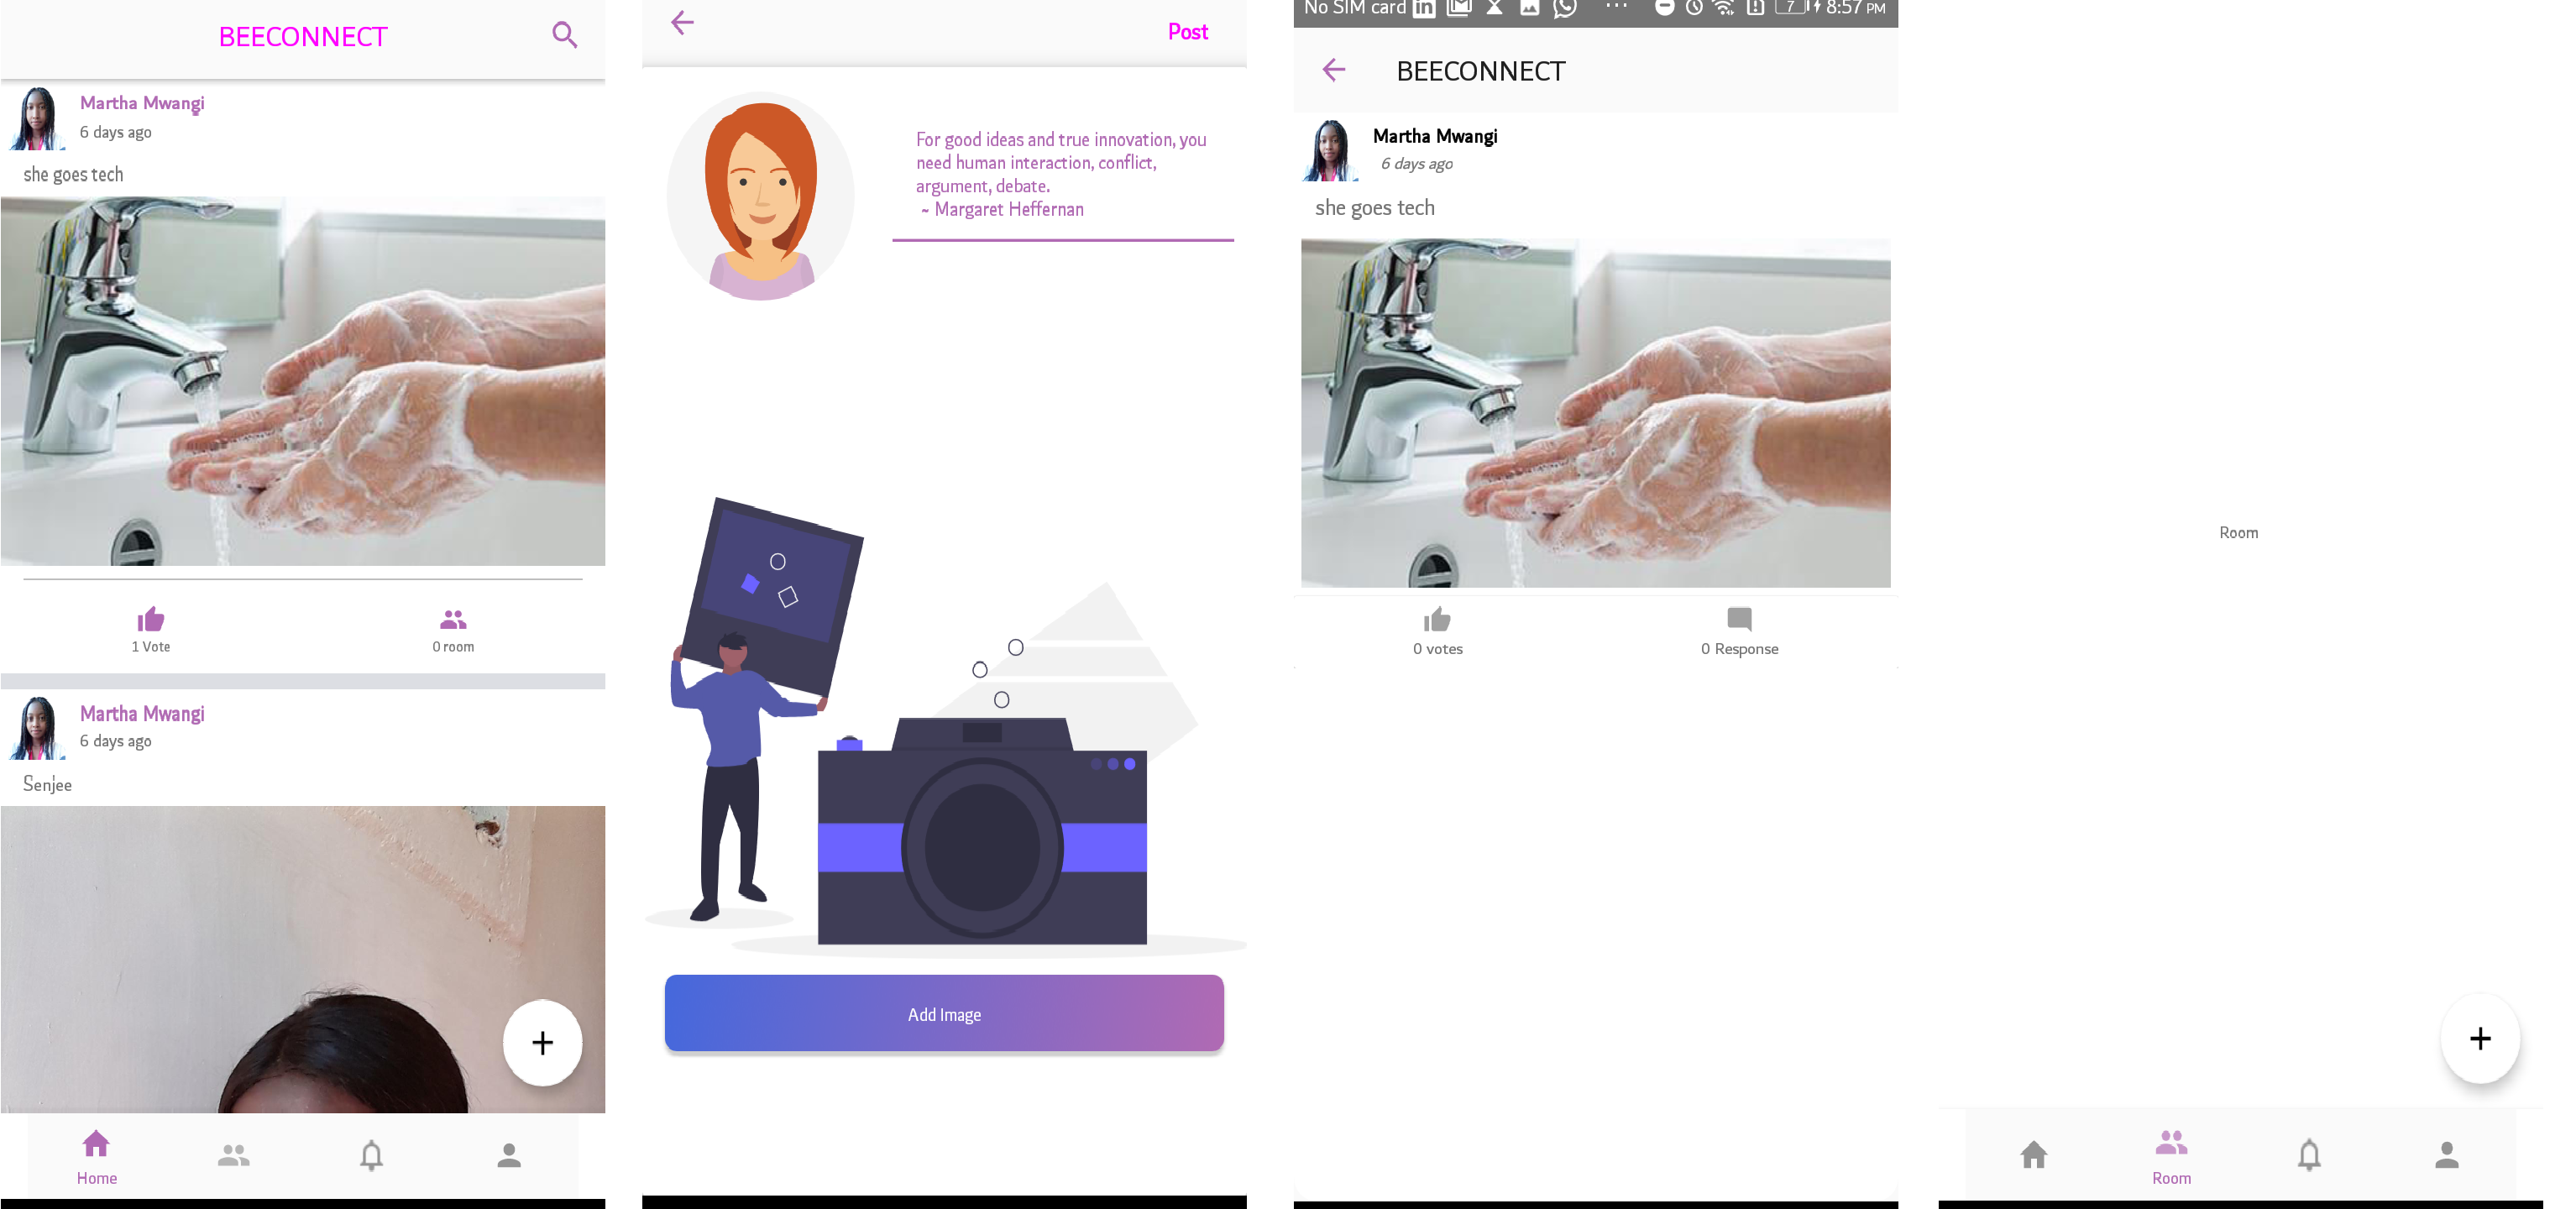 BEECONNECT
Martha Mwangi
6 days ago
she goes tech
1 Vote
0 room
Martha Mwangi
6 days ago
Senjee
+
Home
Post
For good ideas and true innovation, you
need human interaction, conflict,
argument, debate.
~ Margaret Heffernan
Add Image
No SIM card
7
8:57 PM
BEECONNECT
Martha Mwangi
6 days ago
she goes tech
0 votes
0 Response
Room
+
Room